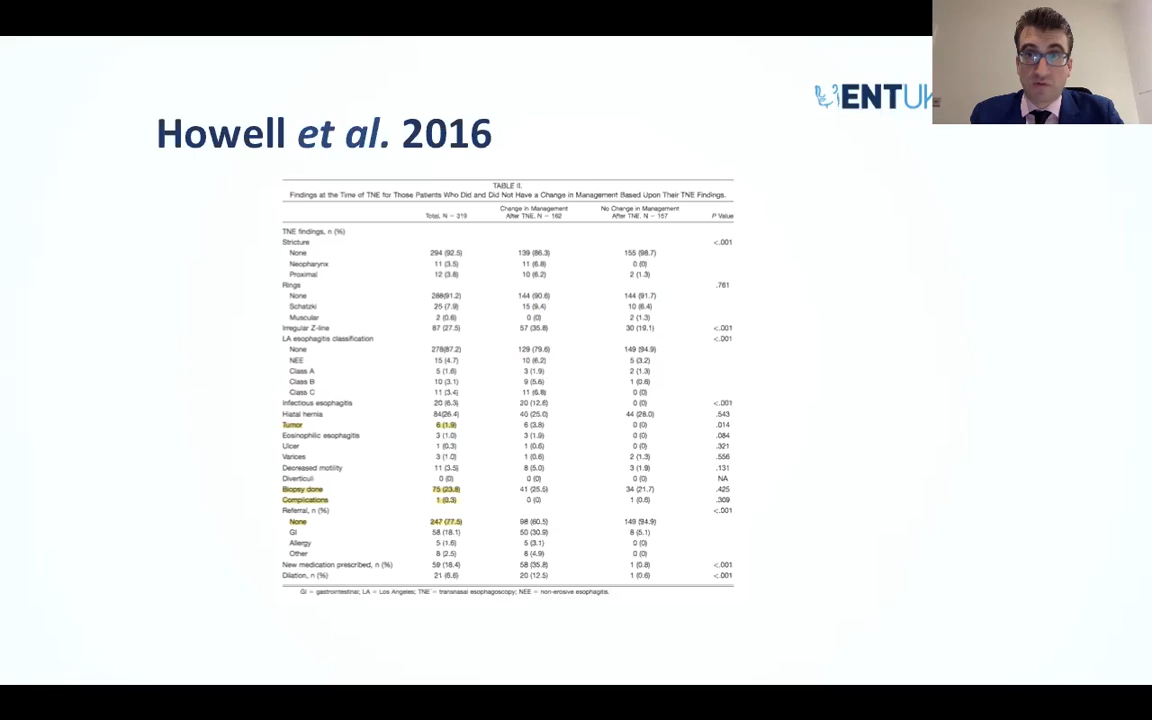 ENTUK
Howell et al. 2016
TABLE II.
Findings at the Time of TNE for Those Patients Who Did and Did Not Have a Change in Management Based Upon Their TNE Findings.
Total, N = 319 Change in Management After TNE, N = 162 No Change in Management After TNE, N = 157 P Value
TNE findings, n (%)
Stricture <.001
None 294 (92.5) 139 (86.3) 155 (98.7)
Neopharynx 11 (3.5) 11 (6.8) 0 (0)
Proximal 12 (3.8) 10 (6.2) 2 (1.3)
Rings .761
None 288(91.2) 144 (90.6) 144 (91.7)
Schatzki 25 (7.9) 15 (9.4) 10 (6.4)
Muscular 2 (0.6) 0 (0) 2 (1.3)
Irregular Z-line 87 (27.5) 57 (35.8) 30 (19.1) <.001
LA esophagitis classification <.001
None 278(87.2) 129 (79.6) 149 (94.9)
NEE 15 (4.7) 10 (6.2) 5 (3.2)
Class A 5 (1.6) 3 (1.9) 2 (1.3)
Class B 10 (3.1) 9 (5.6) 1 (0.6)
Class C 11 (3.4) 11 (6.8) 0 (0)
Infectious esophagitis 20 (6.3) 20 (12.6) 0 (0) <.001
Hiatal hernia 84(26.4) 40 (25.0) 44 (28.0) .543
Tumor 6 (1.9) 6 (3.8) 0 (0) .014
Eosinophilic esophagitis 3 (1.0) 3 (1.9) 0 (0) .084
Ulcer 1 (0.3) 1 (0.6) 0 (0) .321
Varices 3 (1.0) 1 (0.6) 2 (1.3) .556
Decreased motility 11 (3.5) 8 (5.0) 3 (1.9) .131
Diverticuli 0 (0) 0 (0) 0 (0) NA
Biopsy done 75 (23.8) 41 (25.5) 34 (21.7) .425
Complications 1 (0.3) 0 (0) 1 (0.6) .309
Referral, n (%) <.001
None 247 (77.5) 98 (60.5) 149 (94.9)
GI 58 (18.1) 50 (30.9) 8 (5.1)
Allergy 5 (1.6) 5 (3.1) 0 (0)
Other 8 (2.5) 8 (4.9) 0 (0)
New medication prescribed, n (%) 59 (18.4) 58 (35.8) 1 (0.8) <.001
Dilation, n (%) 21 (6.6) 20 (12.5) 1 (0.6) <.001
GI = gastrointestinal; LA = Los Angeles; TNE = transnasal esophagoscopy; NEE = non-erosive esophagitis.